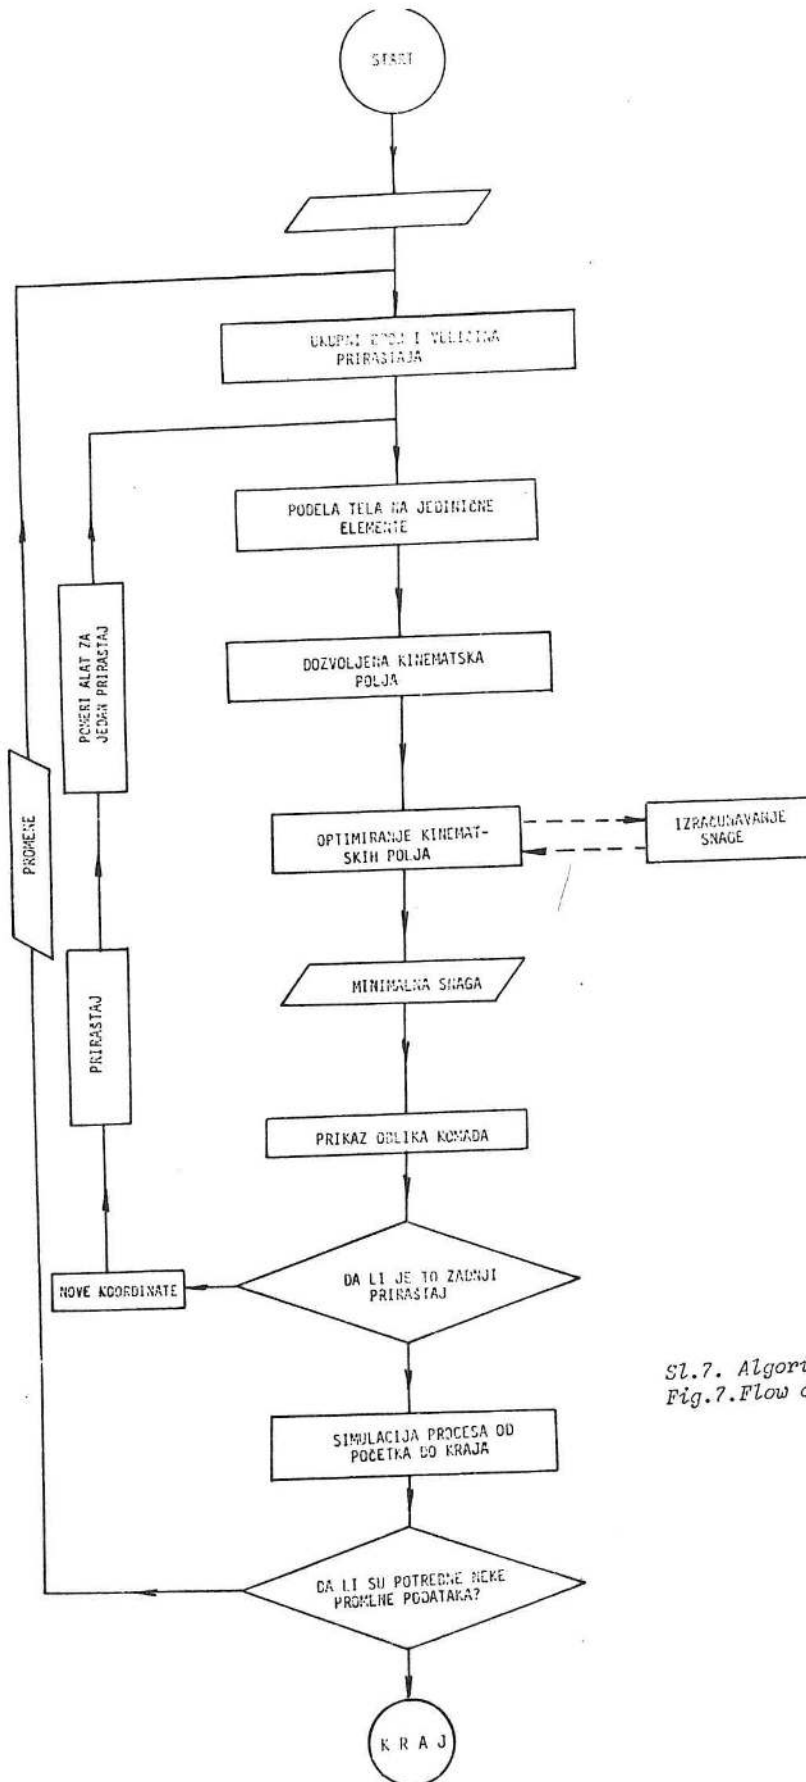 START
UKUPNI BROJ I VELIČINA
PRIRAŠTAJA
PODELA TELA NA JEDINIČNE
ELEMENTE
DOZVOLJENA KINEMATSKA
POLJA
OPTIMIRANJE KINEMAT-
SKIH POLJA
IZRAČUNAVANJE
SNAGE
MINIMALNA SNAGA
PRIKAZ OBLIKA KOMADA
DA LI JE TO ZADNJI
PRIRAŠTAJ
NOVE KOORDINATE
PRIRAŠTAJ
POMERI ALAT ZA
JEDAN PRIRAŠTAJ
PROMENE
SIMULACIJA PROCESA OD
POČETKA DO KRAJA
DA LI SU POTREBNE NEKE
PROMENE PODATAKA?
K R A J
Sl.7. Algori
Fig.7.Flow